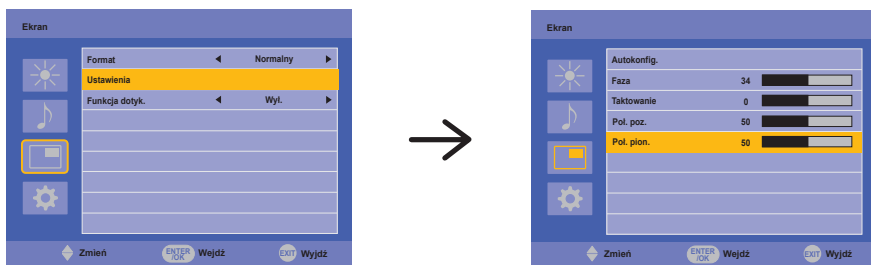 Ekran
Format Normalny
Ustawienia
Funkcja dotyk. Wył.
Zmień ENTER /OK Wejdź EXIT Wyjdź
Ekran
Autokonfig.
Faza 34
Taktowanie 0
Poł. poz. 50
Poł. pion. 50
Zmień ENTER /OK Wejdź EXIT Wyjdź